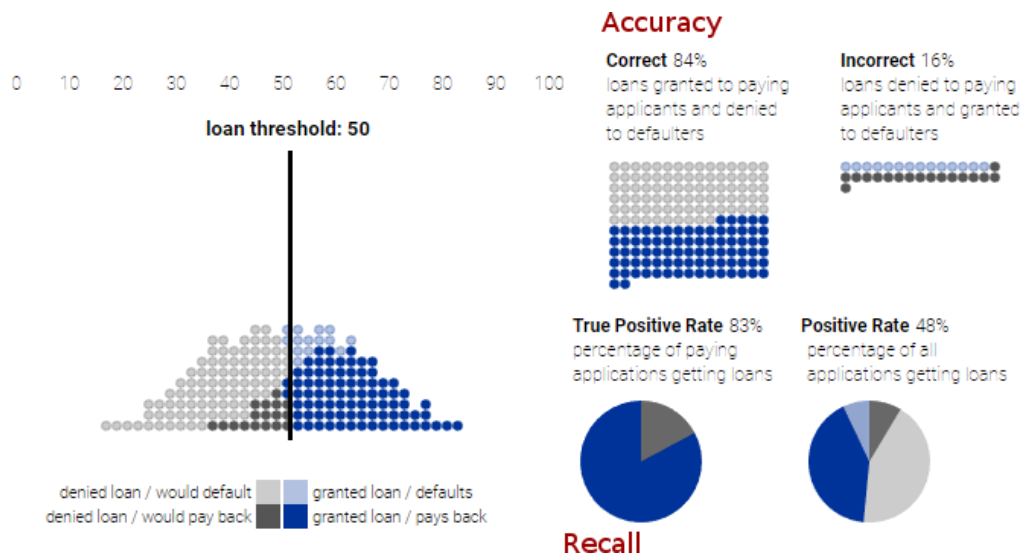 Accuracy
0 10 20 30 40 50 60 70 80 90 100
loan threshold: 50
Correct 84%
loans granted to paying
applicants and denied
to defaulters
Incorrect 16%
loans denied to paying
applicants and granted
to defaulters
True Positive Rate 83%
percentage of paying
applications getting loans
Positive Rate 48%
percentage of all
applications getting loans
denied loan / would default
granted loan / defaults
denied loan / would pay back
granted loan / pays back
Recall